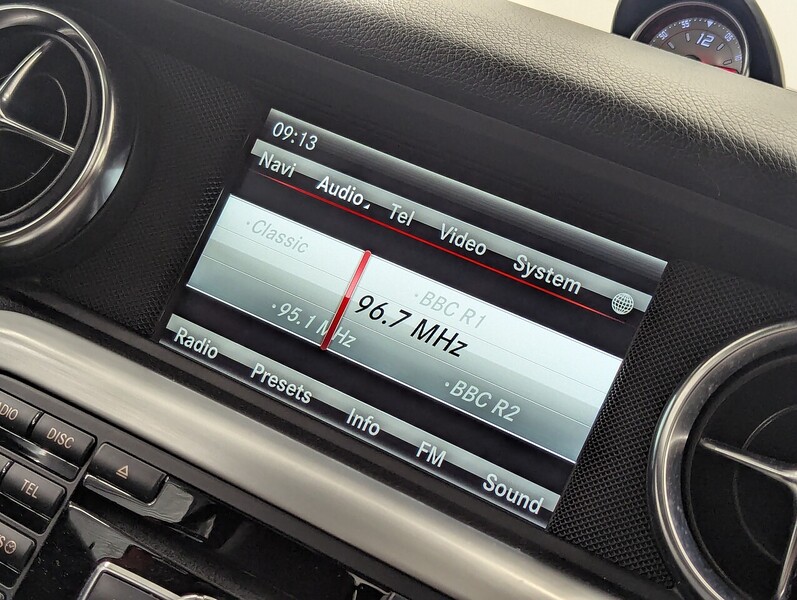 09:13
Navi Audio Tel Video System
Classic
BBC R1
95.1 MHz
96.7 MHz
BBC R2
Radio Presets Info FM Sound
DISC
TEL
12